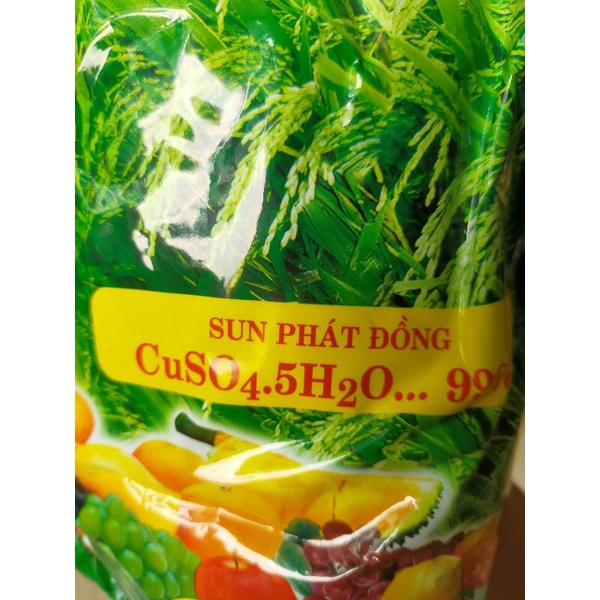 SUN PHÁT ĐỒNG
CuSO4.5H2O... 99%